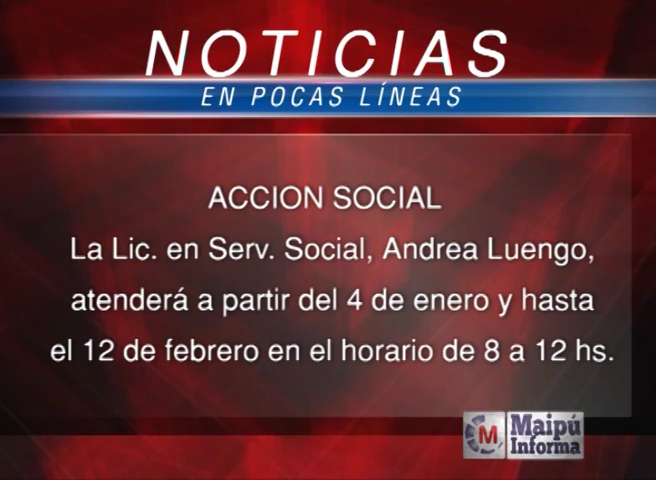 NOTICIAS
EN POCAS LÍNEAS
ACCION SOCIAL
La Lic. en Serv. Social, Andrea Luengo,
atenderá a partir del 4 de enero y hasta
el 12 de febrero en el horario de 8 a 12 hs.
M Maipú
Informa